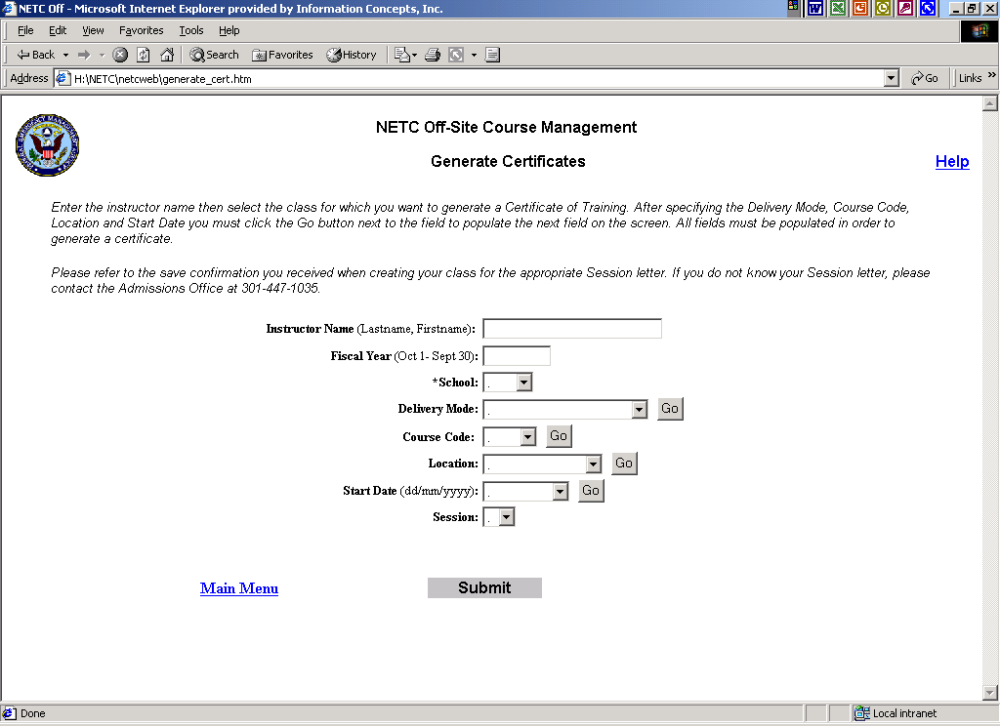 NETC Off - Microsoft Internet Explorer provided by Information Concepts, Inc.
File Edit View Favorites Tools Help
Back Search Favorites History
Address H:\NETC\netcweb\generate_cert.htm Go Links »
NETC Off-Site Course Management
Generate Certificates
Help
Enter the instructor name then select the class for which you want to generate a Certificate of Training. After specifying the Delivery Mode, Course Code,
Location and Start Date you must click the Go button next to the field to populate the next field on the screen. All fields must be populated in order to
generate a certificate.
Please refer to the save confirmation you received when creating your class for the appropriate Session letter. If you do not know your Session letter, please
contact the Admissions Office at 301-447-1035.
Instructor Name (Lastname, Firstname):
Fiscal Year (Oct 1- Sept 30):
*School: .
Delivery Mode: . Go
Course Code: . Go
Location: . Go
Start Date (dd/mm/yyyy): . Go
Session: .
Main Menu Submit
Done Local intranet